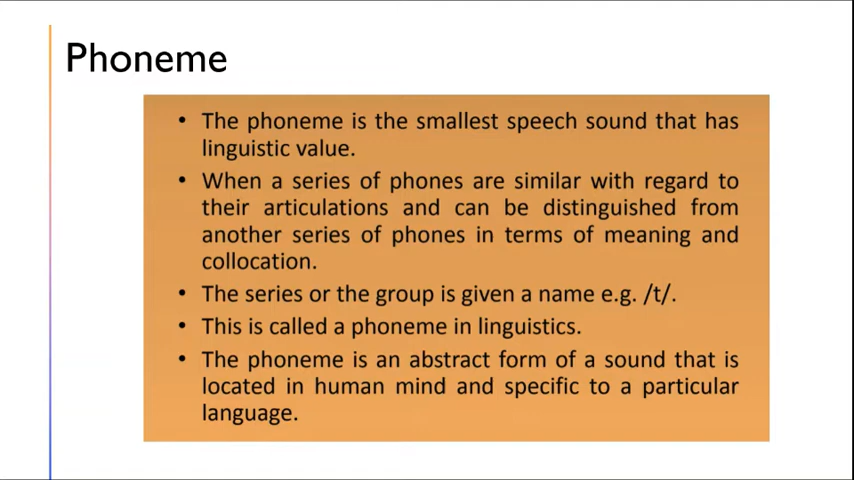 Phoneme
• The phoneme is the smallest speech sound that has
linguistic value.
• When a series of phones are similar with regard to
their articulations and can be distinguished from
another series of phones in terms of meaning and
collocation.
• The series or the group is given a name e.g. /t/.
• This is called a phoneme in linguistics.
• The phoneme is an abstract form of a sound that is
located in human mind and specific to a particular
language.